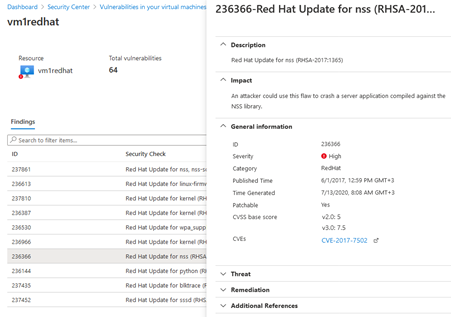 Dashboard > Security Center > Vulnerabilities in your virtual machines
vm1redhat
Resource
vm1redhat
Total vulnerabilities
64
Findings
Search to filter items...
ID Security Check
237861 Red Hat Update for nss,
236613 Red Hat Update for linux-firmw
237810 Red Hat Update for kernel (RH
236387 Red Hat Update for kernel (RHS
236530 Red Hat Update for wpa_supp
236966 Red Hat Update for kernel (RH
236366 Red Hat Update for nss (RHSA
236144 Red Hat Update for python (RH
237435 Red Hat Update for blktrace (R
237452 Red Hat Update for sssd (RHSA
236366-Red Hat Update for nss (RHSA-201...
Description
Red Hat Update for nss (RHSA-2017:1365)
Impact
An attacker could use this flaw to crash a server application compiled against the
NSS library.
General information
ID 236366
Severity High
Category RedHat
Published Time 6/1/2017, 12:59 PM GMT+3
Time Generated 7/13/2020, 8:08 AM GMT+3
Patchable Yes
CVSS base score v2.0: 5
v3.0: 7.5
CVEs CVE-2017-7502
Threat
Remediation
Additional References